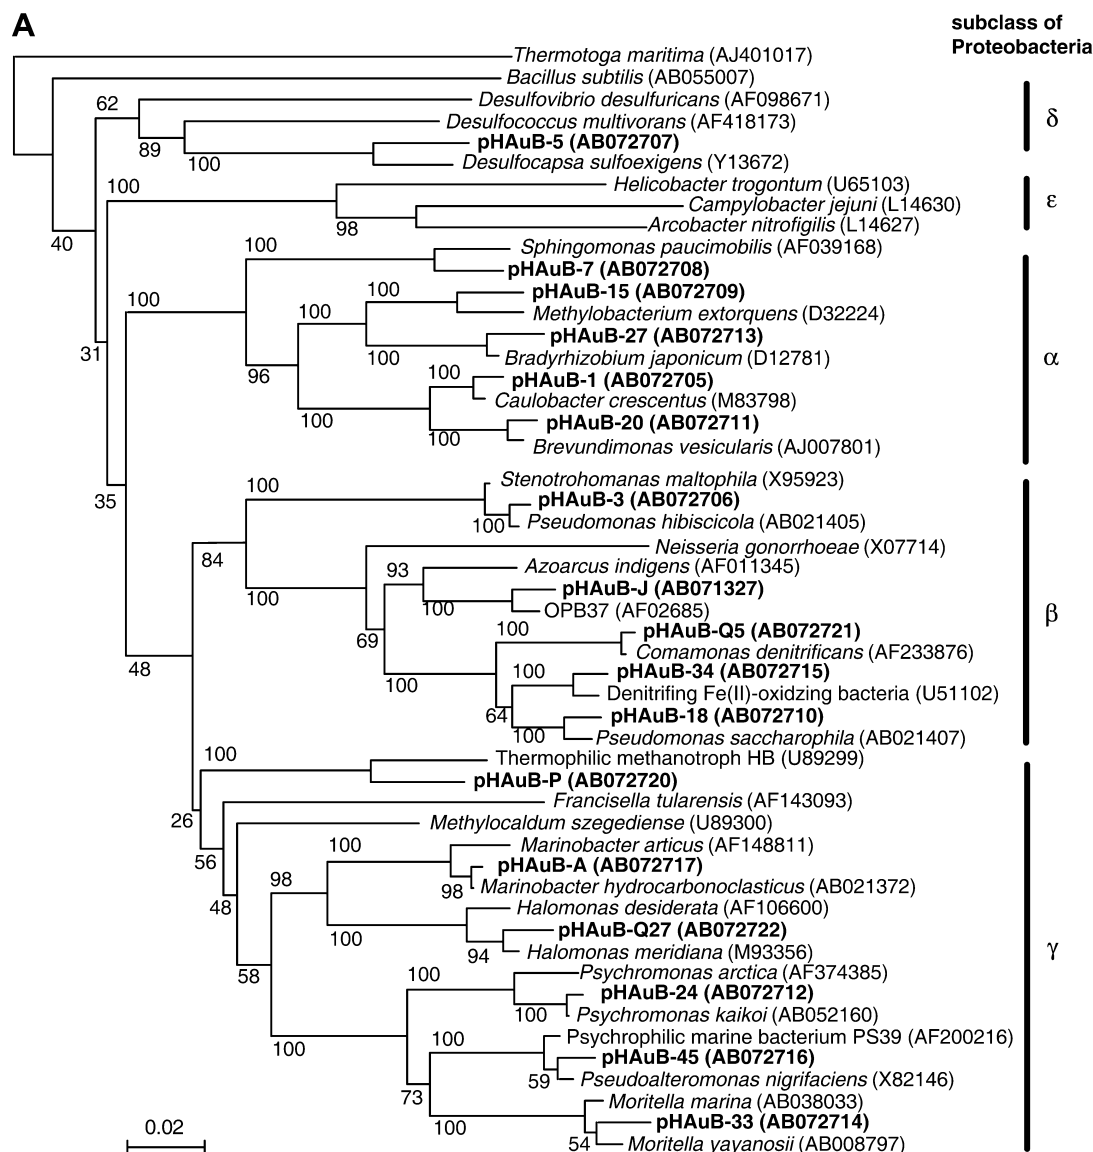 A
subclass of
Proteobacteria
Thermotoga maritima (AJ401017)
Bacillus subtilis (AB055007)
62
Desulfovibrio desulfuricans (AF098671)
δ
Desulfococcus multivorans (AF418173)
89
pHAuB-5 (AB072707)
100
Desulfocapsa sulfoexigens (Y13672)
100
Helicobacter trogontum (U65103)
ε
Campylobacter jejuni (L14630)
98
Arcobacter nitrofigilis (L14627)
40
100
Sphingomonas paucimobilis (AF039168)
pHAuB-7 (AB072708)
100
100
pHAuB-15 (AB072709)
100
Methylobacterium extorquens (D32224)
pHAuB-27 (AB072713)
31
100
Bradyrhizobium japonicum (D12781)
α
96
100
pHAuB-1 (AB072705)
Caulobacter crescentus (M83798)
100
pHAuB-20 (AB072711)
100
Brevundimonas vesicularis (AJ007801)
100
Stenotrohomanas maltophila (X95923)
35
pHAuB-3 (AB072706)
100
Pseudomonas hibiscicola (AB021405)
84
Neisseria gonorrhoeae (X07714)
93
Azoarcus indigens (AF011345)
100
pHAuB-J (AB071327)
100
OPB37 (AF02685)
β
69
100
pHAuB-Q5 (AB072721)
Comamonas denitrificans (AF233876)
48
100
100
pHAuB-34 (AB072715)
Denitrifing Fe(II)-oxidzing bacteria (U51102)
64
pHAuB-18 (AB072710)
100
Pseudomonas saccharophila (AB021407)
100
Thermophilic methanotroph HB (U89299)
pHAuB-P (AB072720)
Francisella tularensis (AF143093)
26
Methylocaldum szegediense (U89300)
100
Marinobacter articus (AF148811)
56
pHAuB-A (AB072717)
98
98
Marinobacter hydrocarbonoclasticus (AB021372)
48
Halomonas desiderata (AF106600)
100
pHAuB-Q27 (AB072722)
94
Halomonas meridiana (M93356)
γ
58
100
Psychromonas arctica (AF374385)
pHAuB-24 (AB072712)
100
Psychromonas kaikoi (AB052160)
100
100
Psychrophilic marine bacterium PS39 (AF200216)
pHAuB-45 (AB072716)
59
Pseudoalteromonas nigrifaciens (X82146)
73
Moritella marina (AB038033)
100
pHAuB-33 (AB072714)
0.02
54
Moritella yayanosii (AB008797)